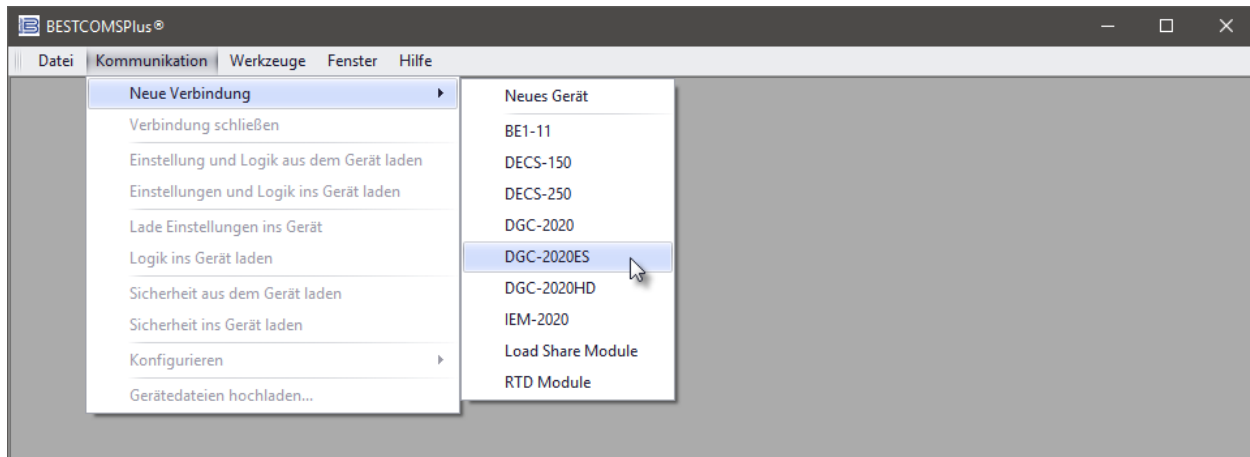 BESTCOMSPlus®
Datei Kommunikation Werkzeuge Fenster Hilfe
Neue Verbindung
Verbindung schließen
Einstellung und Logik aus dem Gerät laden
Einstellungen und Logik ins Gerät laden
Lade Einstellungen ins Gerät
Logik ins Gerät laden
Sicherheit aus dem Gerät laden
Sicherheit ins Gerät laden
Konfigurieren
Gerätedateien hochladen...
Neues Gerät
BE1-11
DECS-150
DECS-250
DGC-2020
DGC-2020ES
DGC-2020HD
IEM-2020
Load Share Module
RTD Module